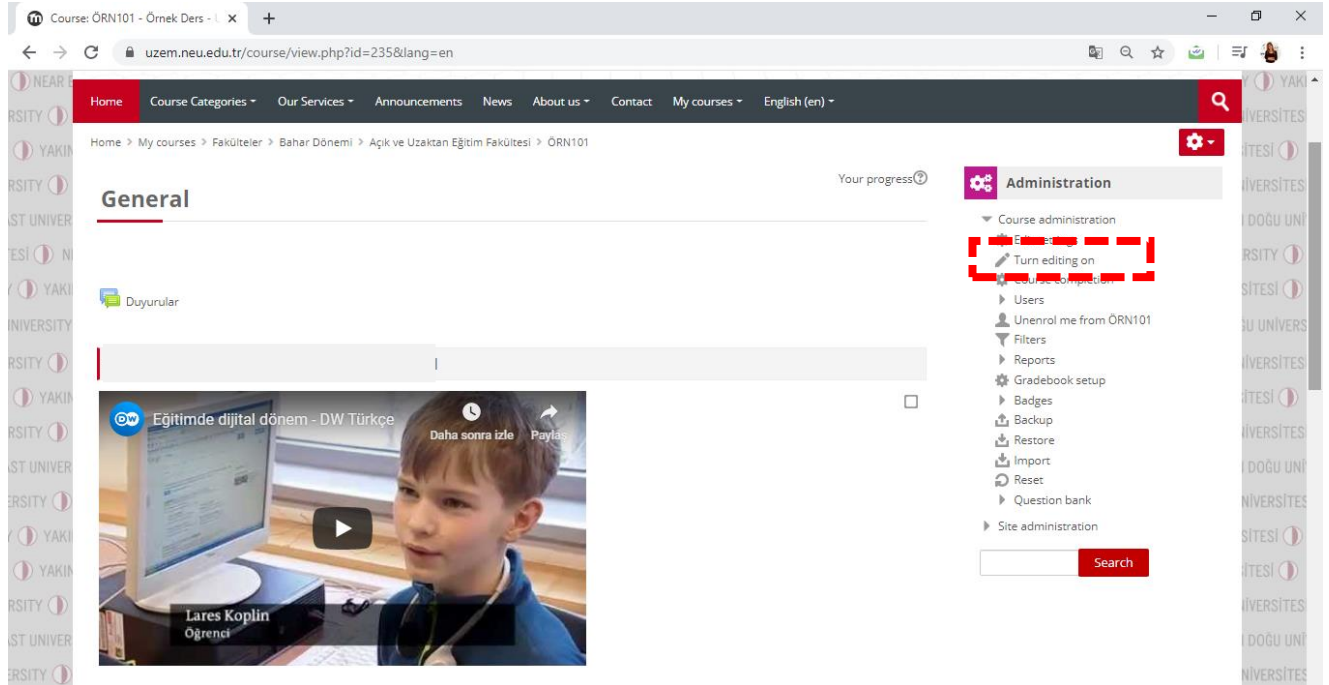 Course: ÖRN101 - Örnek Ders - U
uzem.neu.edu.tr/course/view.php?id=235&lang=en
Home Course Categories Our Services Announcements News About us Contact My courses English (en)
Home > My courses > Fakülteler > Bahar Dönemi > Açık ve Uzaktan Eğitim Fakültesi > ÖRN101
Your progress
General
Duyurular
Eğitimde dijital dönem - DW Türkçe
Daha sonra izle Paylaş
Lares Koplin
Öğrenci
Administration
Course administration
Turn editing on
Course completion
Users
Unenrol me from ÖRN101
Filters
Reports
Gradebook setup
Badges
Backup
Restore
Import
Reset
Question bank
Site administration
Search